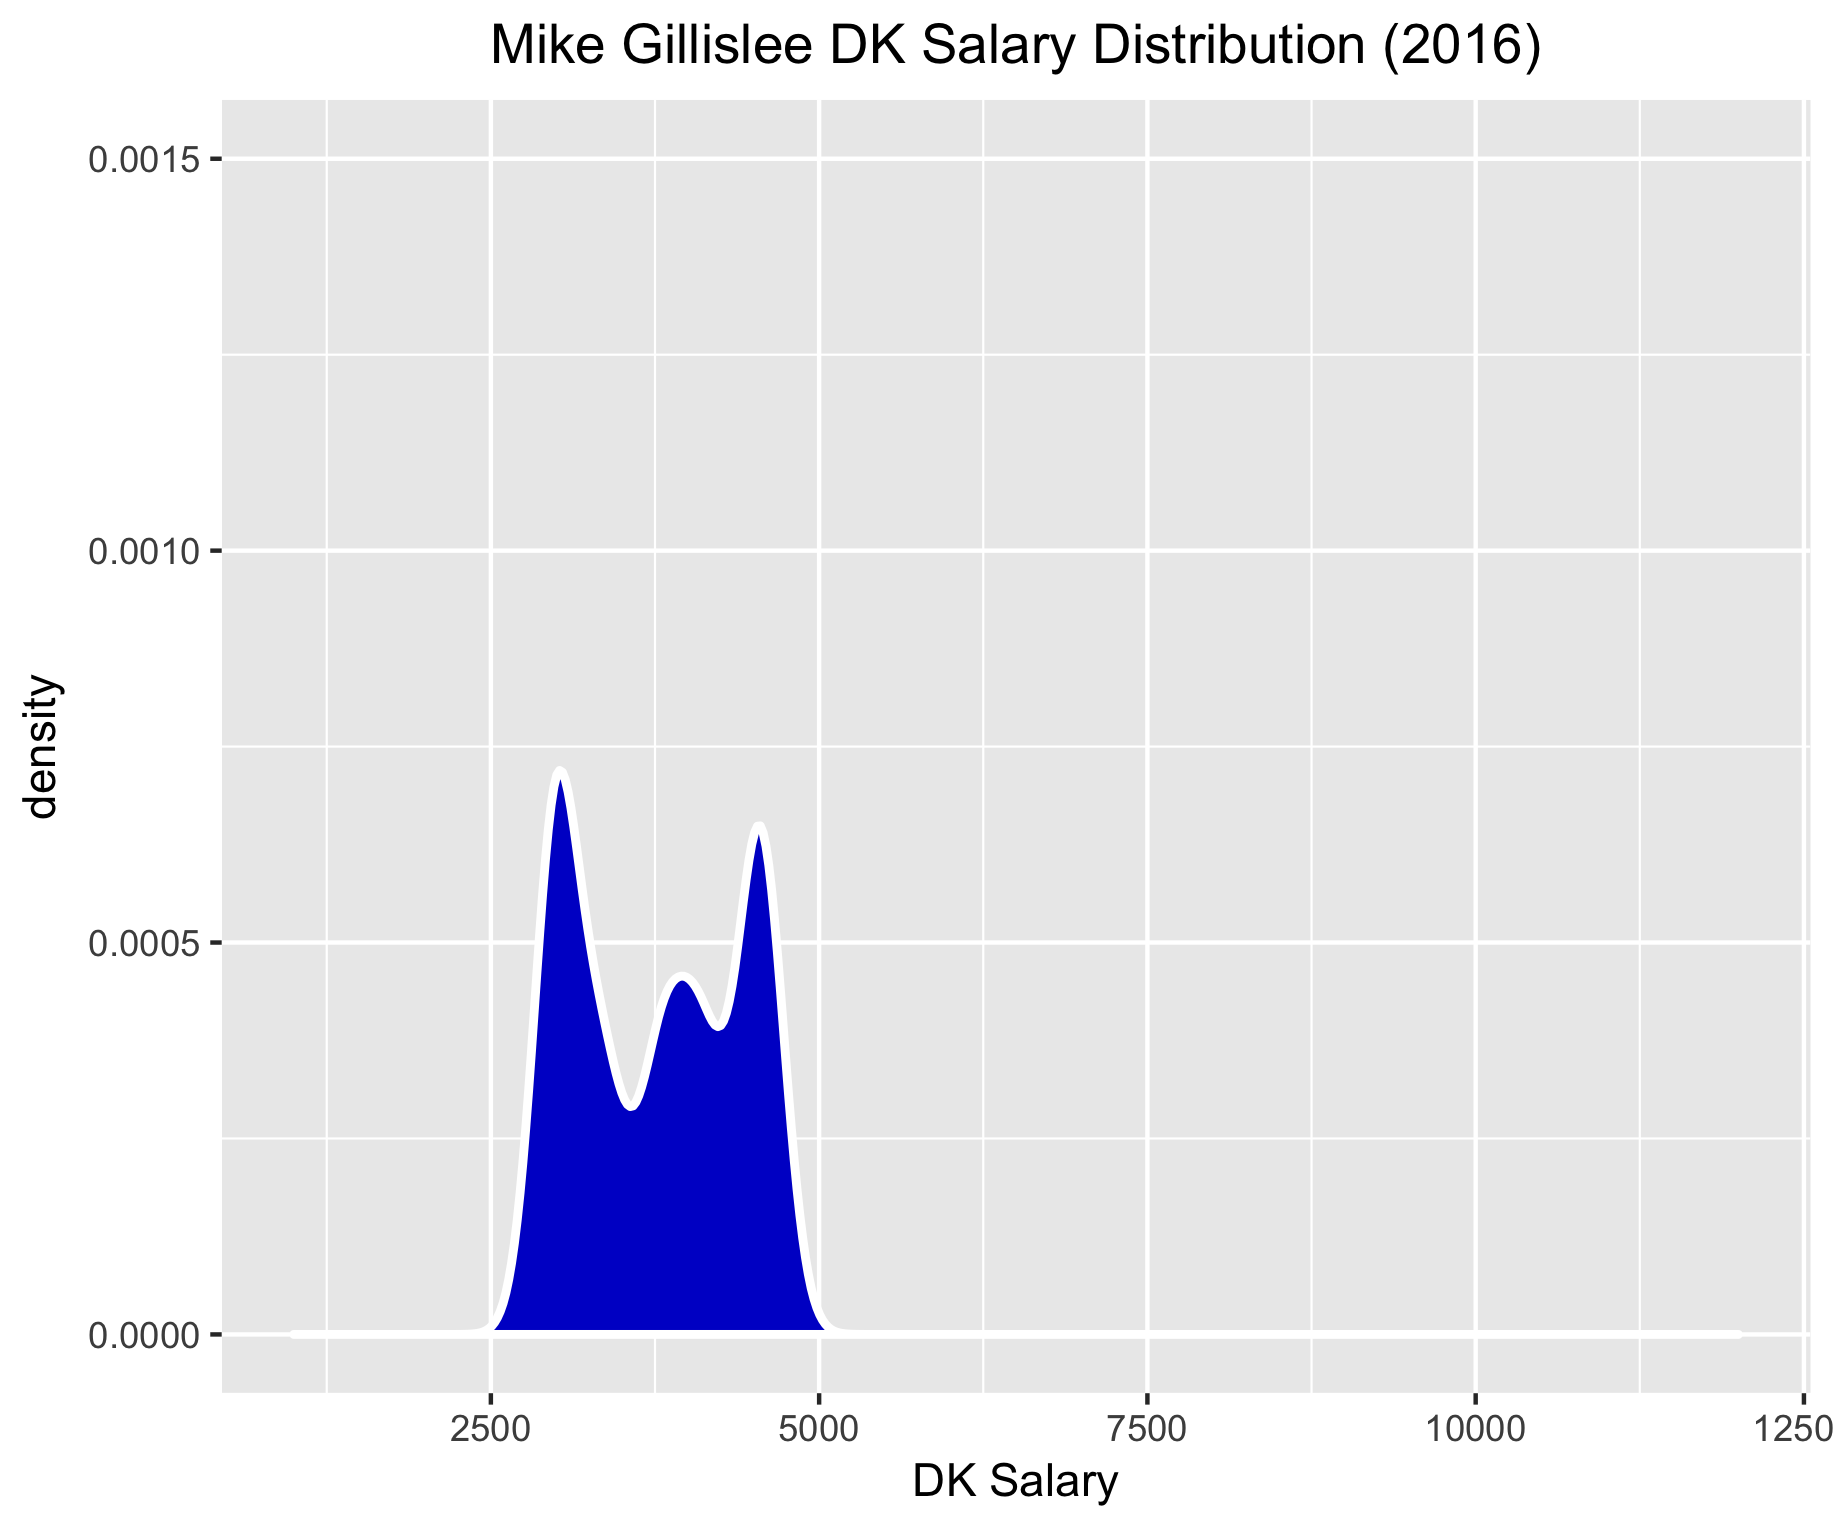 Mike Gillislee DK Salary Distribution (2016)
0.0015
0.0010
0.0005
0.0000
density
2500 5000 7500 10000 1250
DK Salary